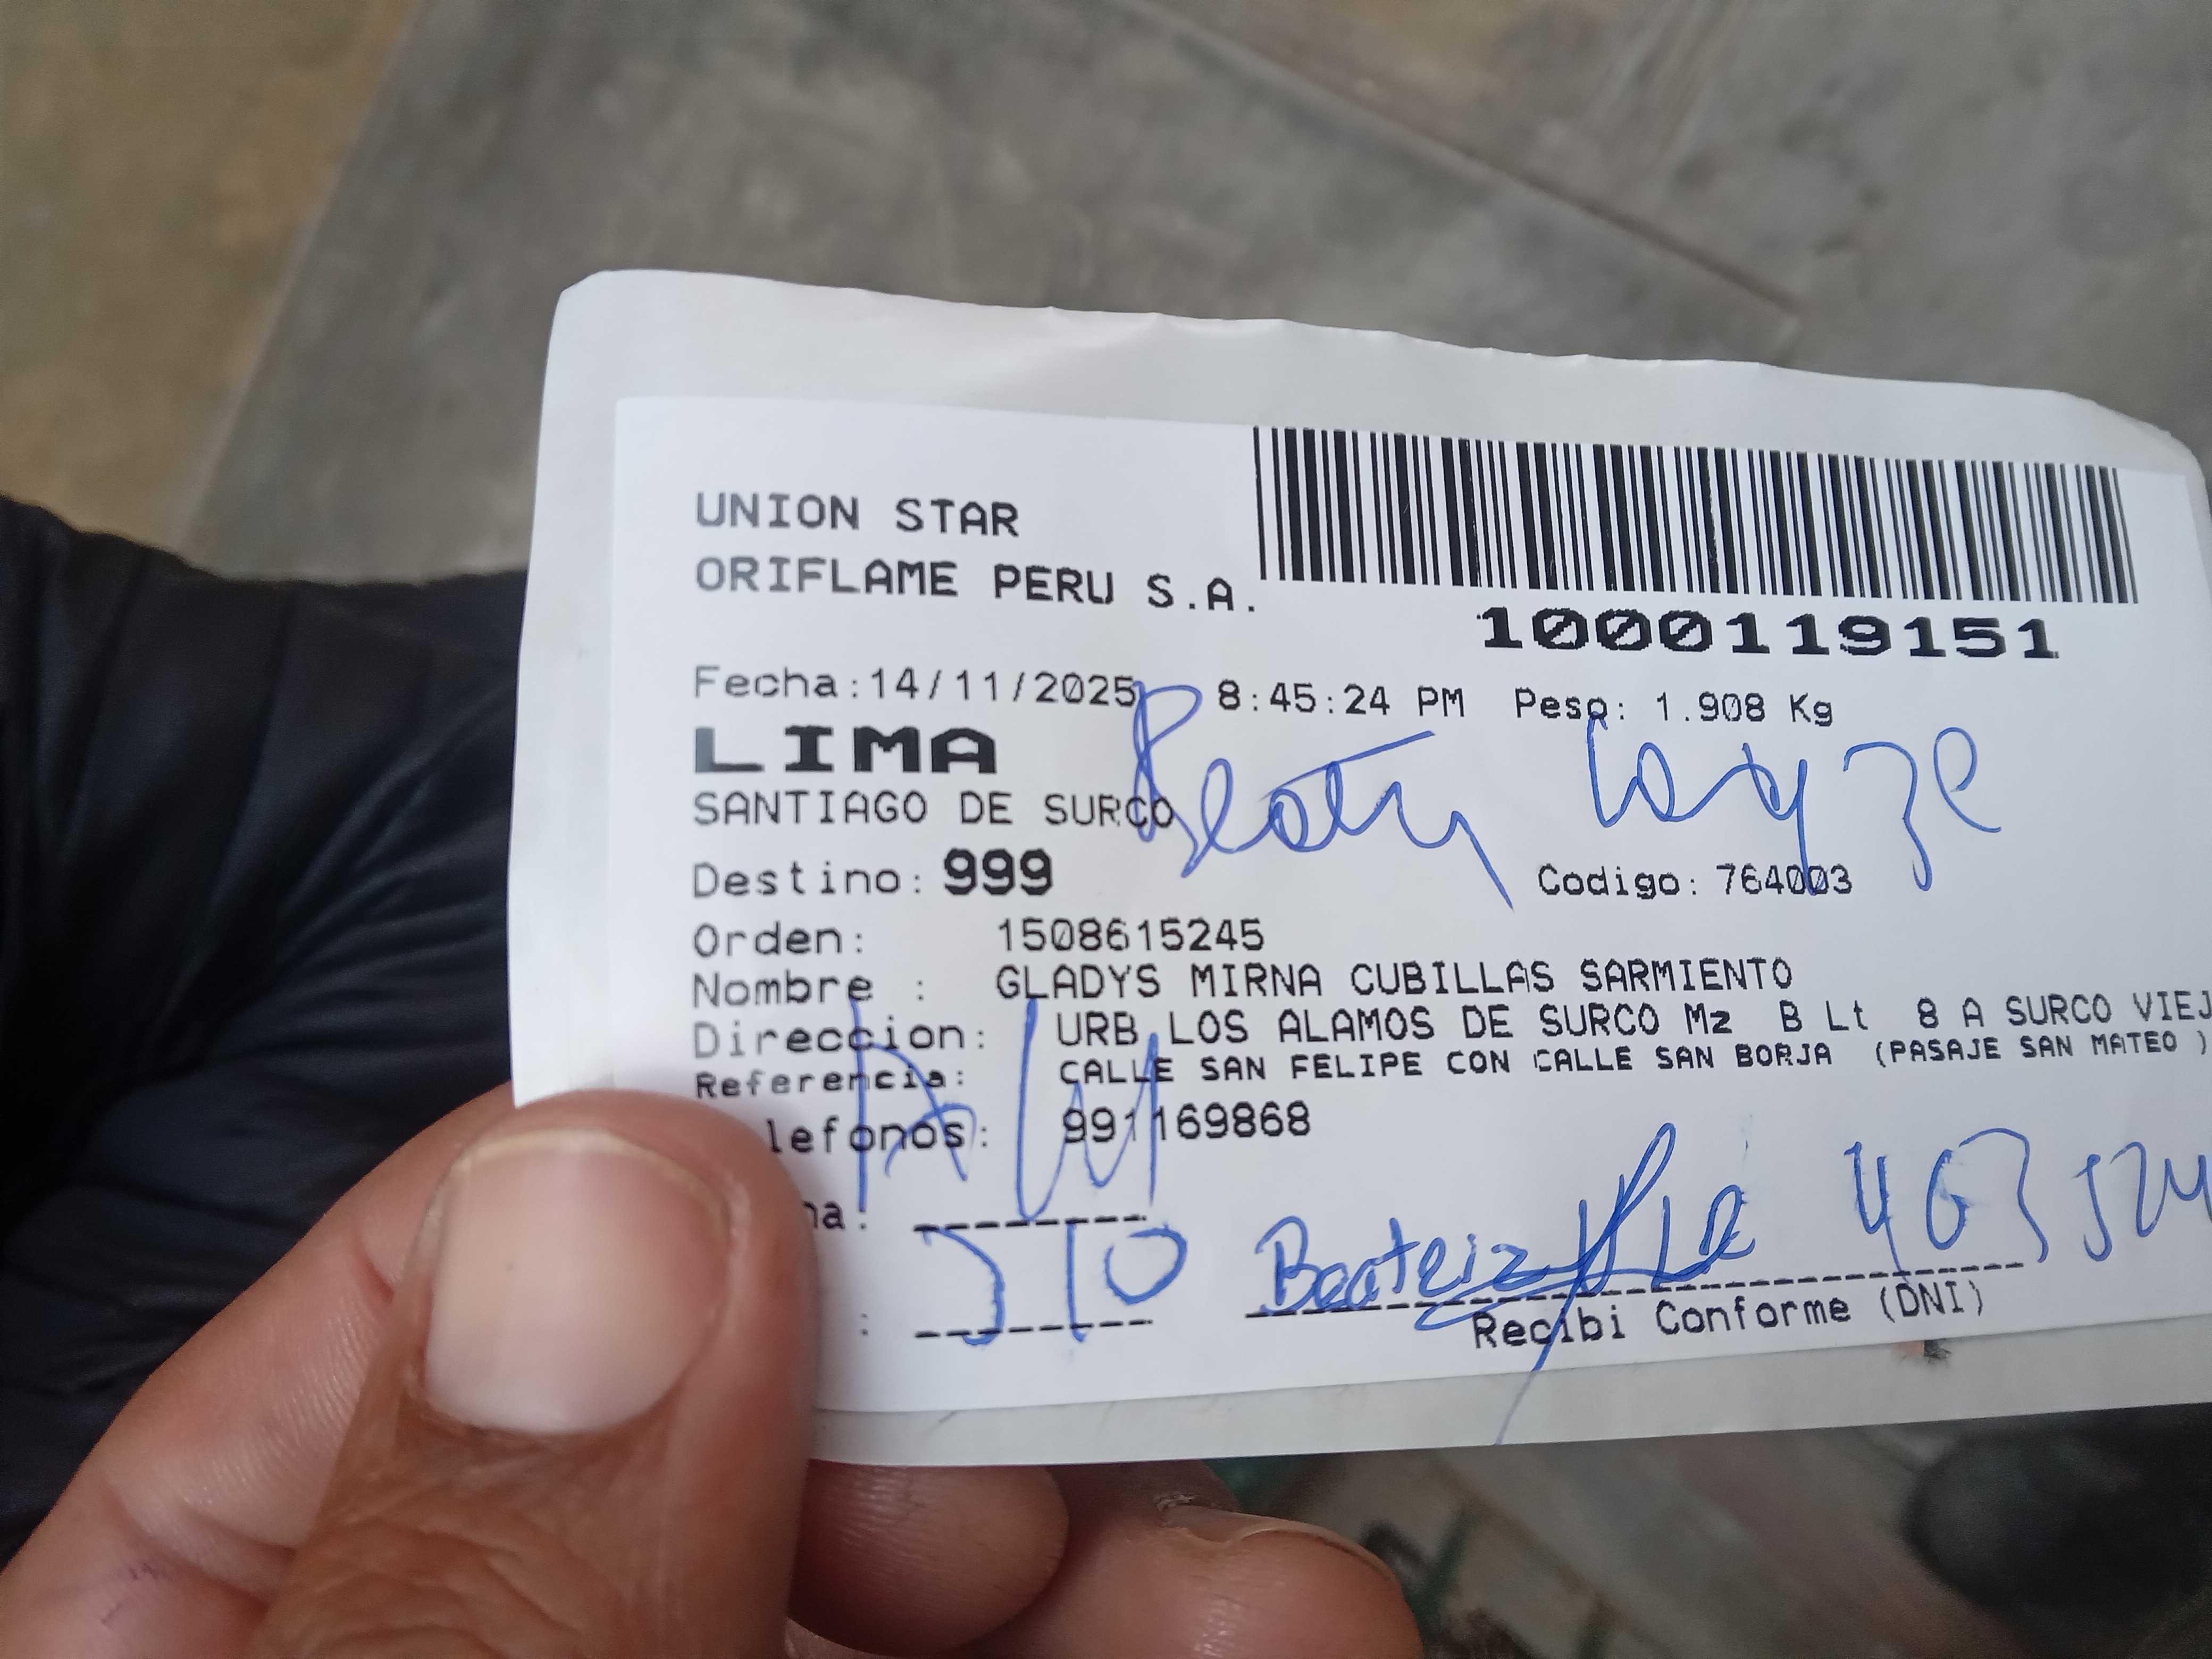 UNION STAR
ORIFLAME PERU S.A.
1000119151
Fecha:14/11/2025 8:45:24 PM Peso: 1.908 Kg
LIMA
SANTIAGO DE SURCO
Destino: 999 Codigo: 764003
Orden: 1508615245
Nombre : GLADYS MIRNA CUBILLAS SARMIENTO
Direccion: URB LOS ALAMOS DE SURCO Mz B Lt 8 A SURCO VIEJ
Referencia: CALLE SAN FELIPE CON CALLE SAN BORJA (PASAJE SAN MATEO )
lefonos: 991169868
na:
Beatriz
Recibi Conforme (DNI)